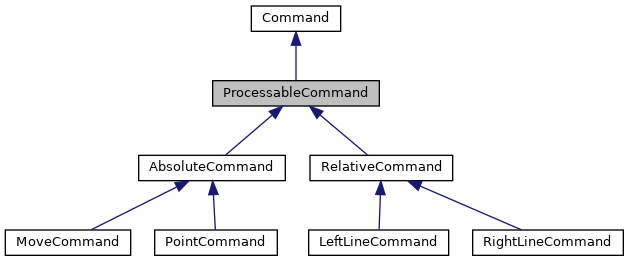 Command
ProcessableCommand
AbsoluteCommand
RelativeCommand
MoveCommand
PointCommand
LeftLineCommand
RightLineCommand